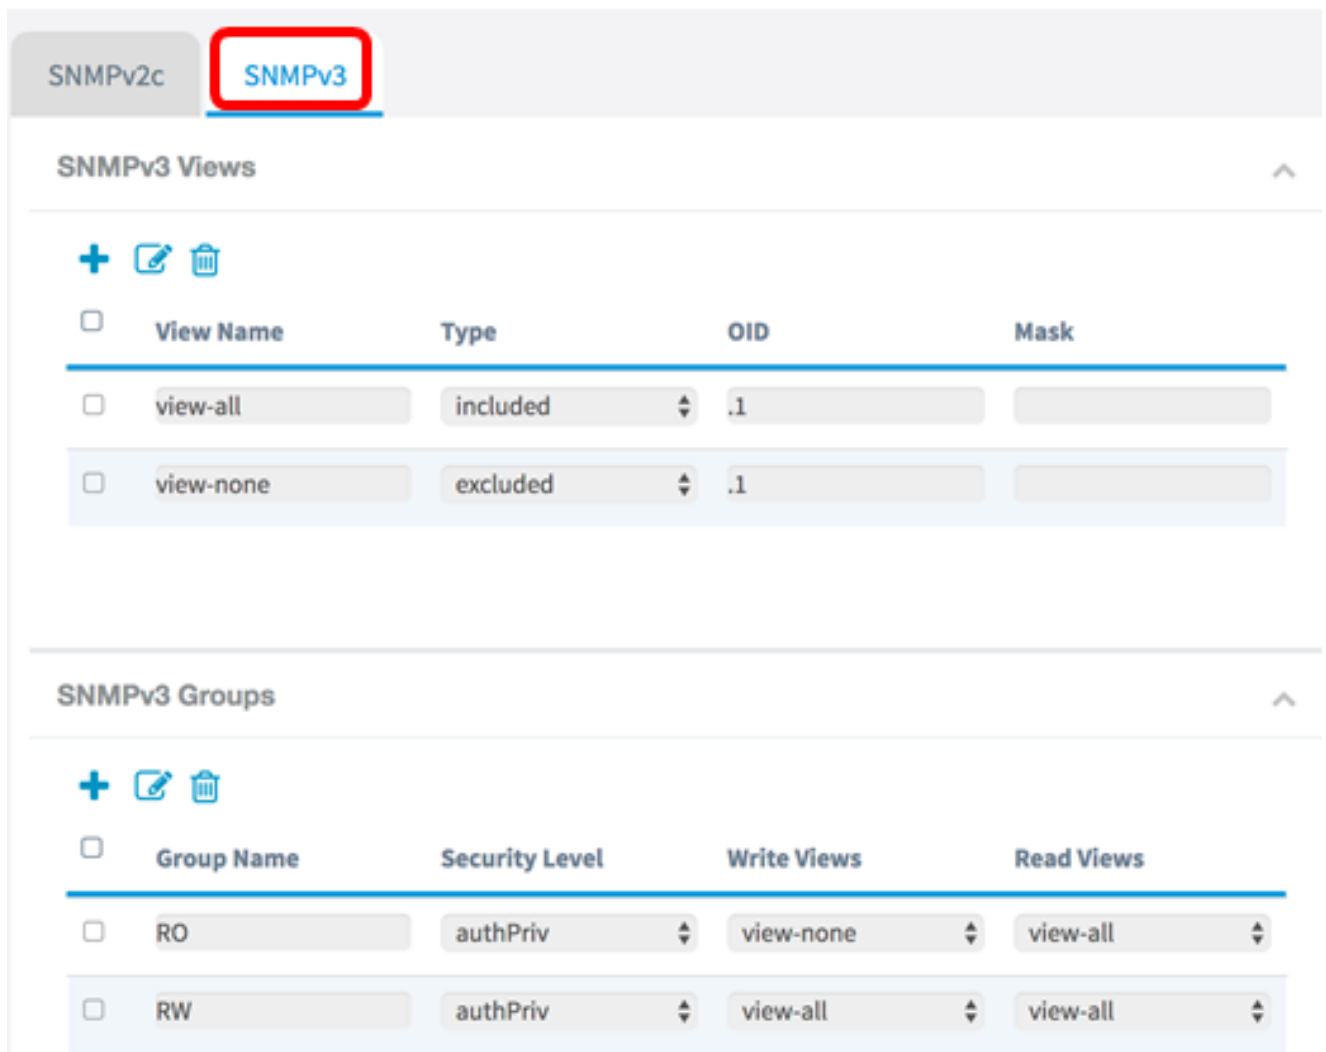 SNMPv2c SNMPv3
SNMPv3 Views
View Name Type OID Mask
view-all included .1
view-none excluded .1
SNMPv3 Groups
Group Name Security Level Write Views Read Views
RO authPriv view-none view-all
RW authPriv view-all view-all